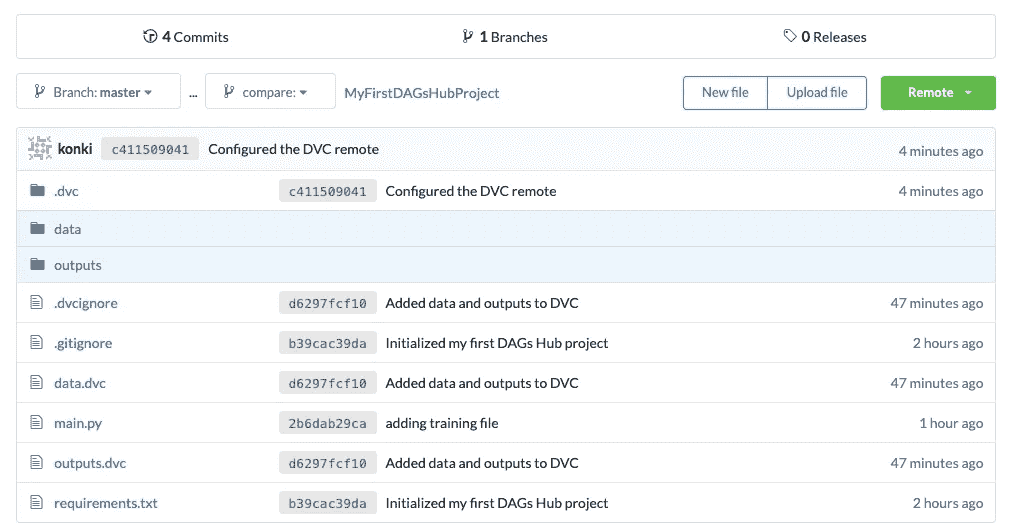 4 Commits 1 Branches 0 Releases
Branch: master ... compare: MyFirstDAGsHubProject New file Upload file Remote
konki c411509041 Configured the DVC remote 4 minutes ago
.dvc c411509041 Configured the DVC remote 4 minutes ago
data
outputs
.dvcignore d6297fcf10 Added data and outputs to DVC 47 minutes ago
.gitignore b39cac39da Initialized my first DAGs Hub project 2 hours ago
data.dvc d6297fcf10 Added data and outputs to DVC 47 minutes ago
main.py 2b6dab29ca adding training file 1 hour ago
outputs.dvc d6297fcf10 Added data and outputs to DVC 47 minutes ago
requirements.txt b39cac39da Initialized my first DAGs Hub project 2 hours ago